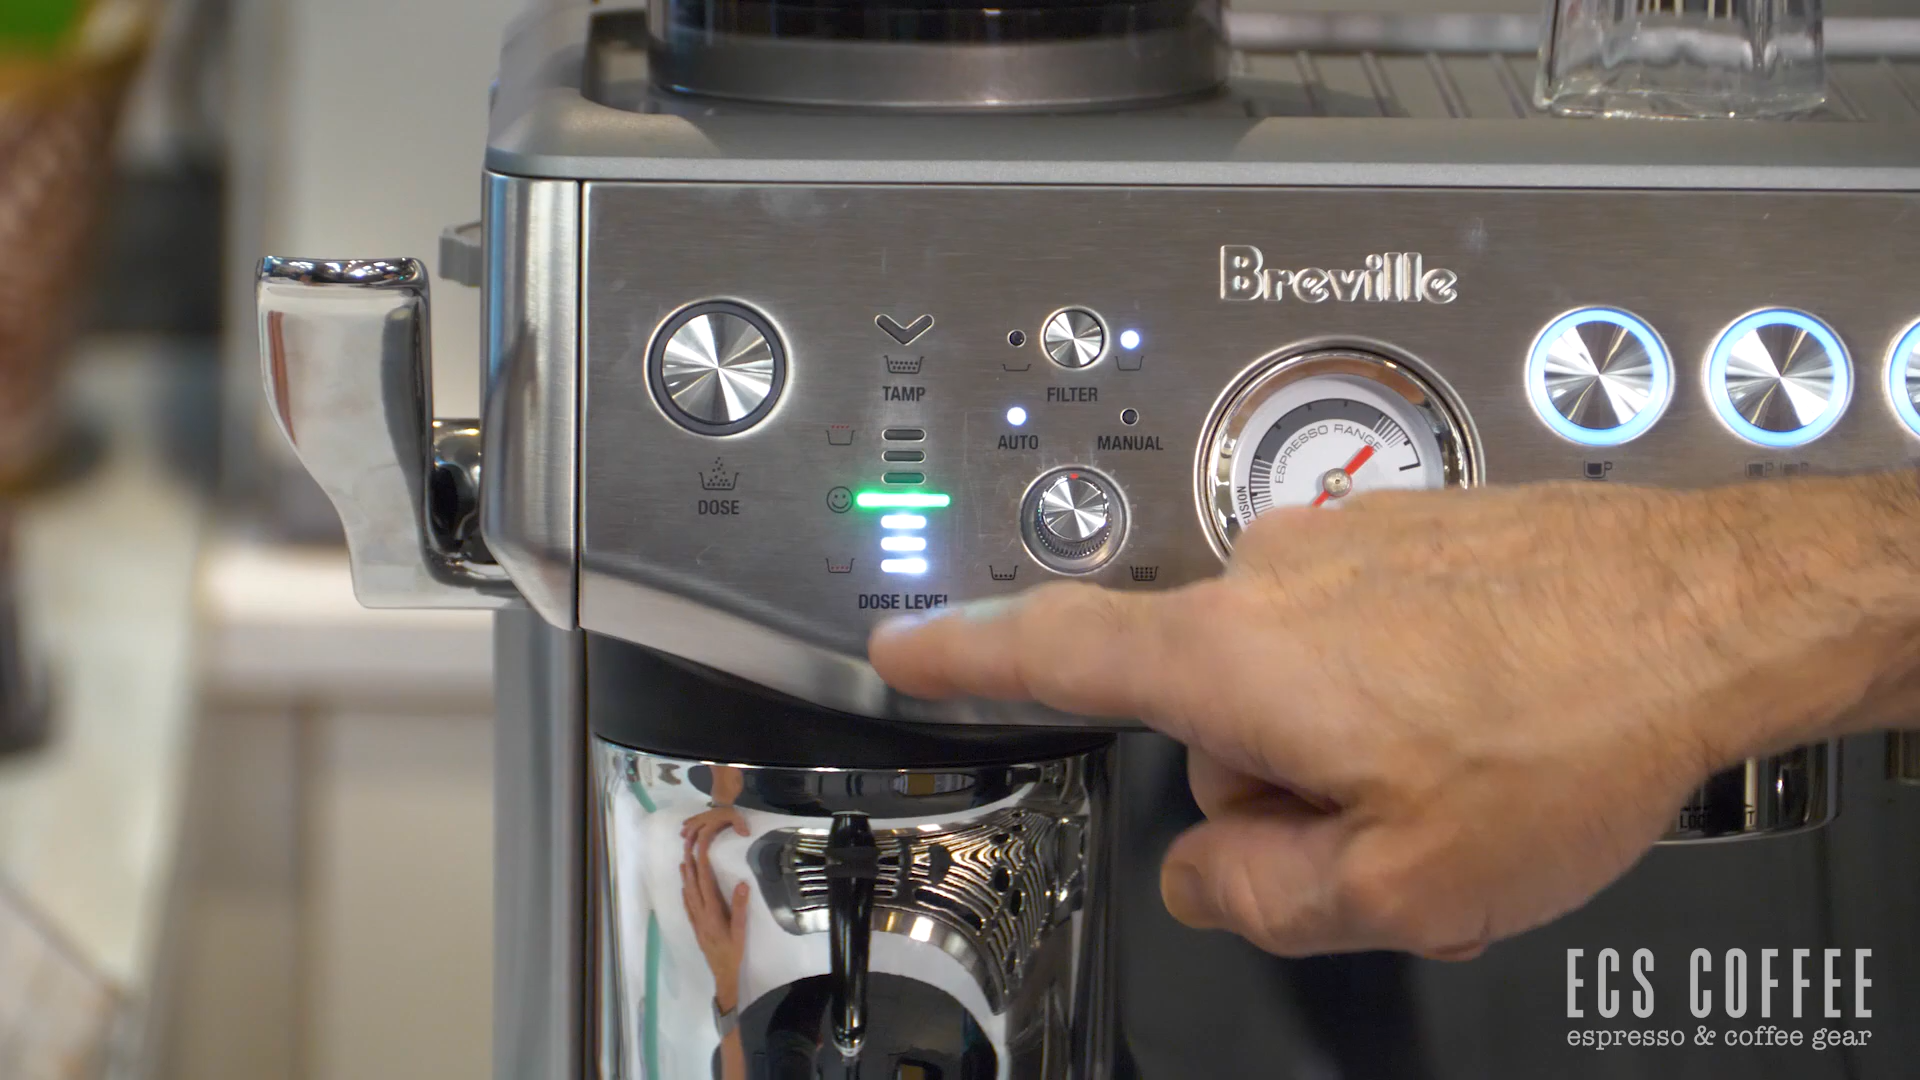 Breville
TAMP
FILTER
AUTO
MANUAL
ESPRESSO RANGE
DOSE
DOSE LEVEL
ECS COFFEE
espresso & coffee gear